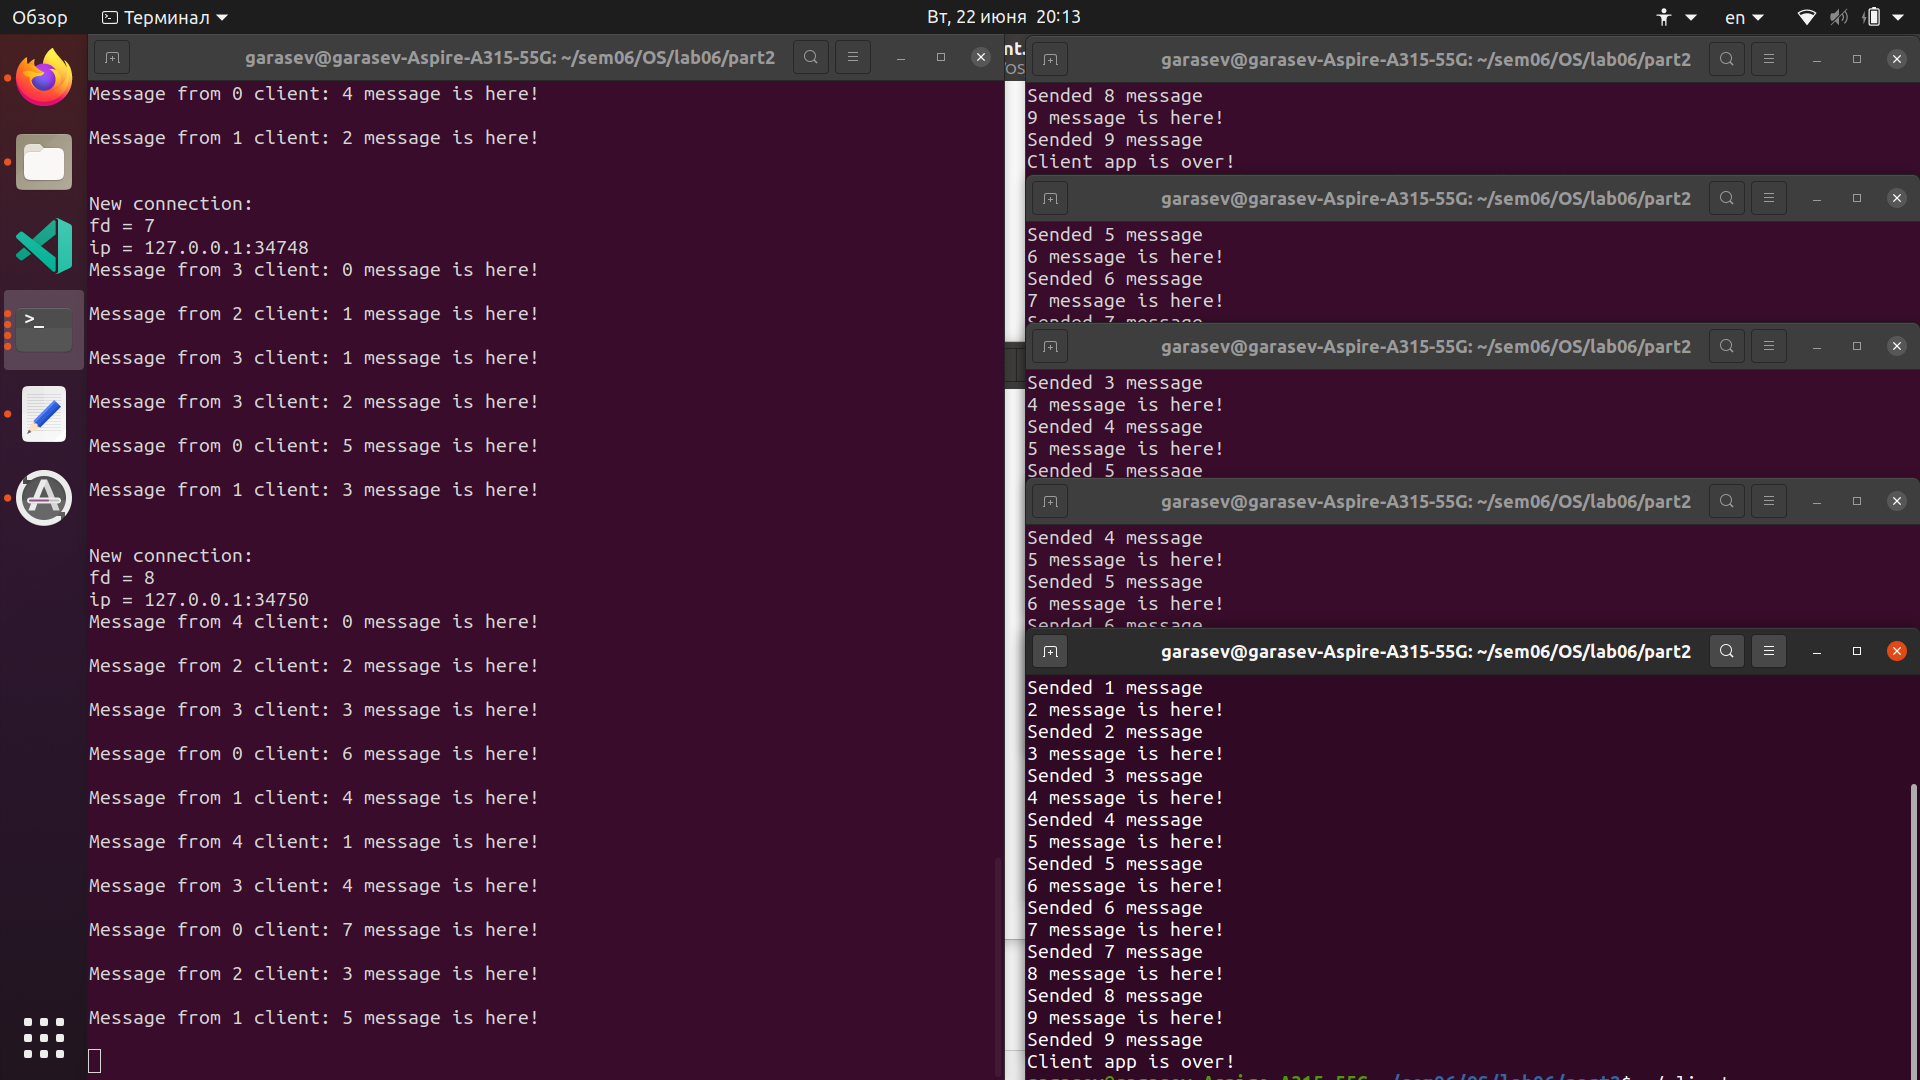 Обзор
Терминал
Вт, 22 июня 20:13
en
garasev@garasev-Aspire-A315-55G: ~/sem06/OS/lab06/part2
Message from 0 client: 4 message is here!
Message from 1 client: 2 message is here!
New connection:
fd = 7
ip = 127.0.0.1:34748
Message from 3 client: 0 message is here!
Message from 2 client: 1 message is here!
Message from 3 client: 1 message is here!
Message from 3 client: 2 message is here!
Message from 0 client: 5 message is here!
Message from 1 client: 3 message is here!
New connection:
fd = 8
ip = 127.0.0.1:34750
Message from 4 client: 0 message is here!
Message from 2 client: 2 message is here!
Message from 3 client: 3 message is here!
Message from 0 client: 6 message is here!
Message from 1 client: 4 message is here!
Message from 4 client: 1 message is here!
Message from 3 client: 4 message is here!
Message from 0 client: 7 message is here!
Message from 2 client: 3 message is here!
Message from 1 client: 5 message is here!
nt.
/OS
garasev@garasev-Aspire-A315-55G: ~/sem06/OS/lab06/part2
Sended 8 message
9 message is here!
Sended 9 message
Client app is over!
garasev@garasev-Aspire-A315-55G: ~/sem06/OS/lab06/part2
Sended 5 message
6 message is here!
Sended 6 message
7 message is here!
Sended 7 message
garasev@garasev-Aspire-A315-55G: ~/sem06/OS/lab06/part2
Sended 3 message
4 message is here!
Sended 4 message
5 message is here!
Sended 5 message
garasev@garasev-Aspire-A315-55G: ~/sem06/OS/lab06/part2
Sended 4 message
5 message is here!
Sended 5 message
6 message is here!
Sended 6 message
garasev@garasev-Aspire-A315-55G: ~/sem06/OS/lab06/part2
Sended 1 message
2 message is here!
Sended 2 message
3 message is here!
Sended 3 message
4 message is here!
Sended 4 message
5 message is here!
Sended 5 message
6 message is here!
Sended 6 message
7 message is here!
Sended 7 message
8 message is here!
Sended 8 message
9 message is here!
Sended 9 message
Client app is over!
garasev@garasev-Aspire-A315-55G:~/sem06/OS/lab06/part2$ ./client